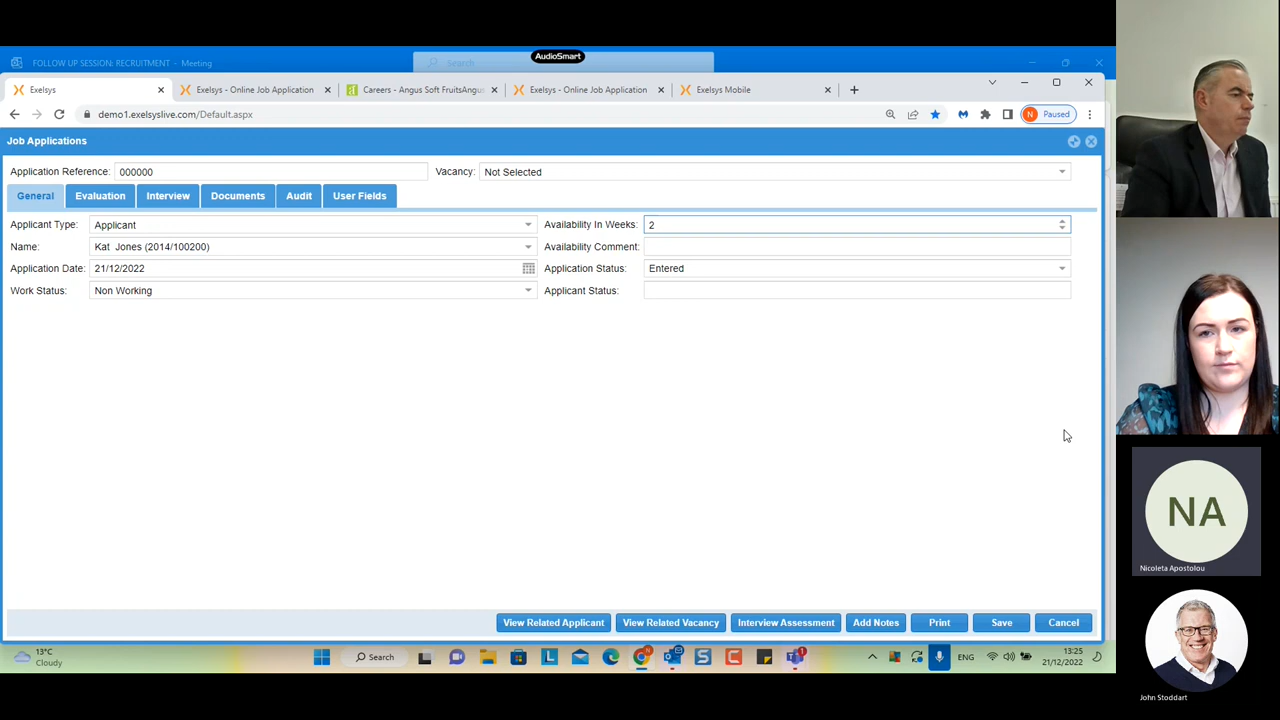 AudioSmart
FOLLOW UP SESSION: RECRUITMENT - Meeting
Search
Exelsys
Exelsys - Online Job Application
Careers - Angus Soft FruitsAngus
Exelsys - Online Job Application
Exelsys Mobile
demo1.exelsyslive.com/Default.aspx
N Paused
Job Applications
Application Reference: 000000
Vacancy: Not Selected
General
Evaluation
Interview
Documents
Audit
User Fields
Applicant Type: Applicant
Availability In Weeks: 2
Name: Kat Jones (2014/100200)
Availability Comment:
Application Date: 21/12/2022
Application Status: Entered
Work Status: Non Working
Applicant Status:
NA
Nicoleta Apostolou
View Related Applicant
View Related Vacancy
Interview Assessment
Add Notes
Print
Save
Cancel
13°C
Cloudy
Search
ENG
13:25
21/12/2022
John Stoddart